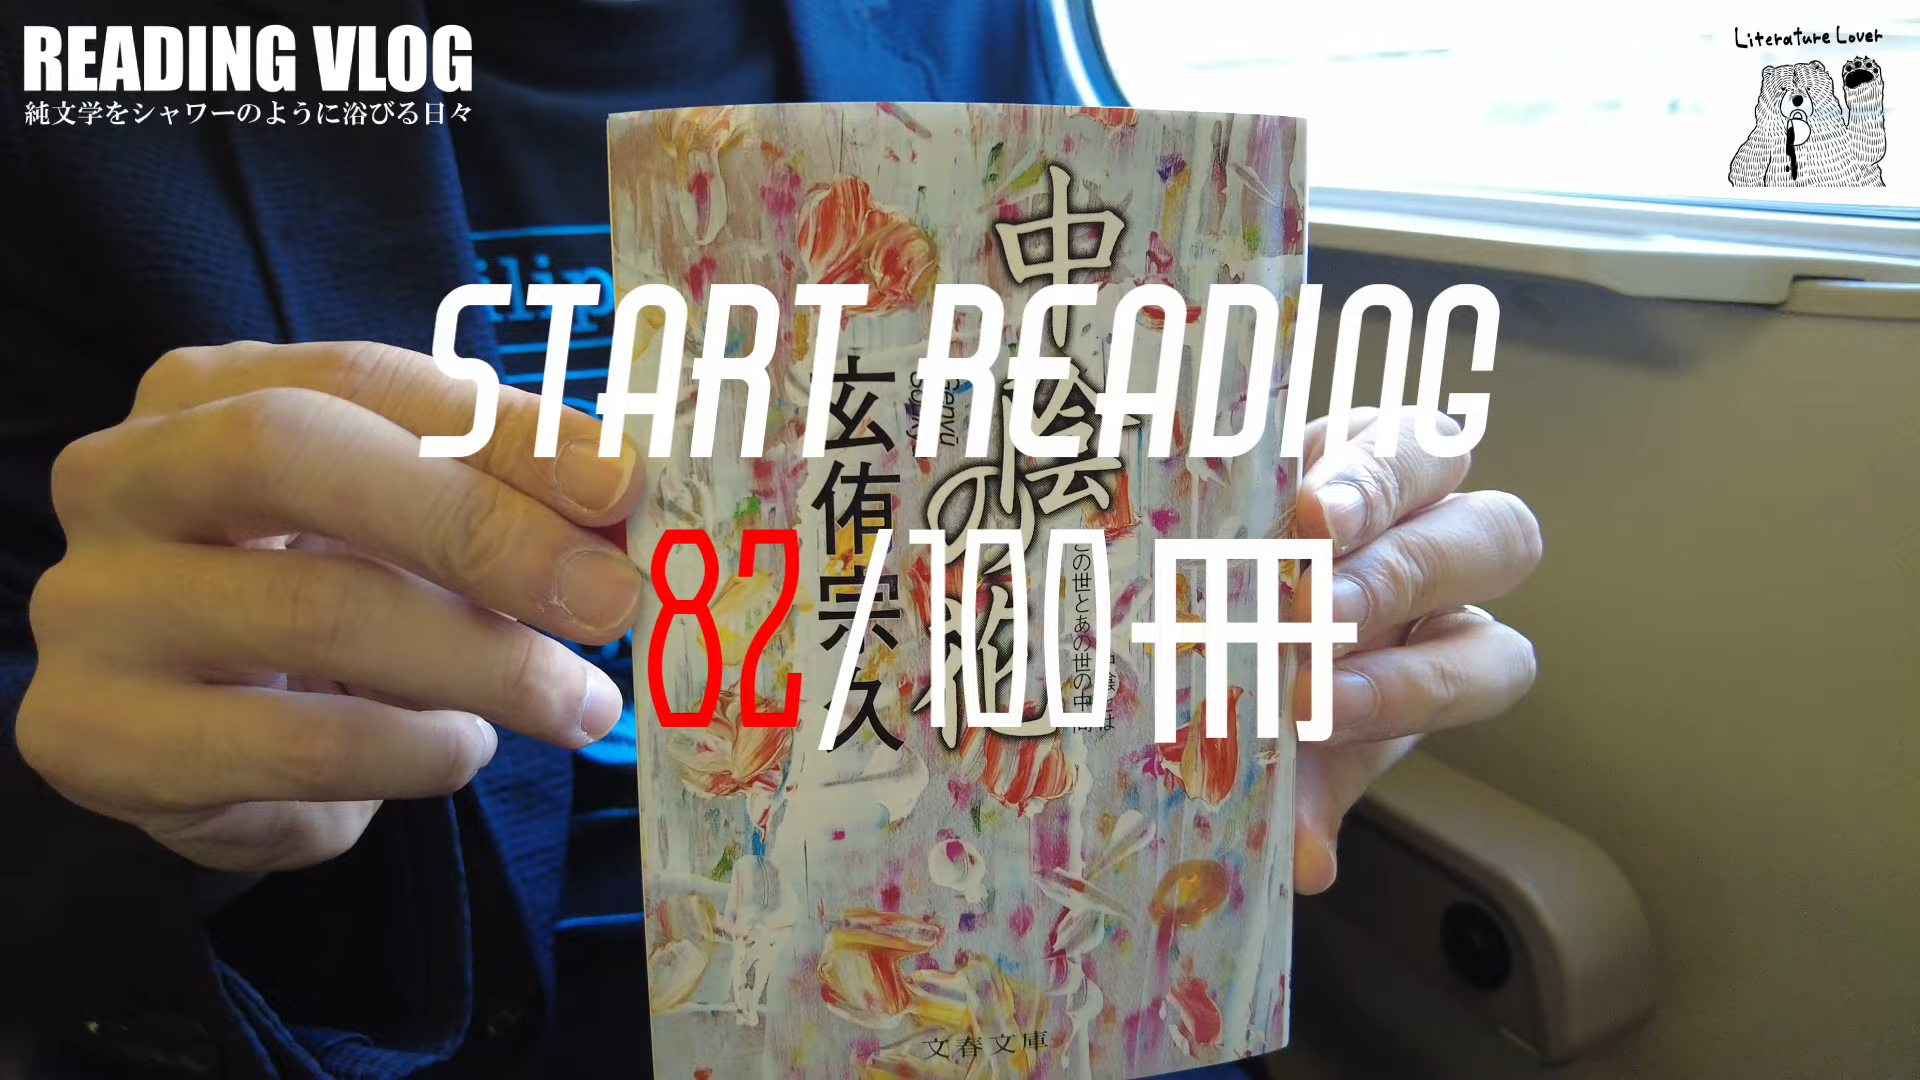 READING VLOG
純文学をシャワーのように浴びる日々
Literature Lover
START READING
82/100冊
中陰の花
玄侑宗久
Genyū
この世とあの世の中間
文春文庫